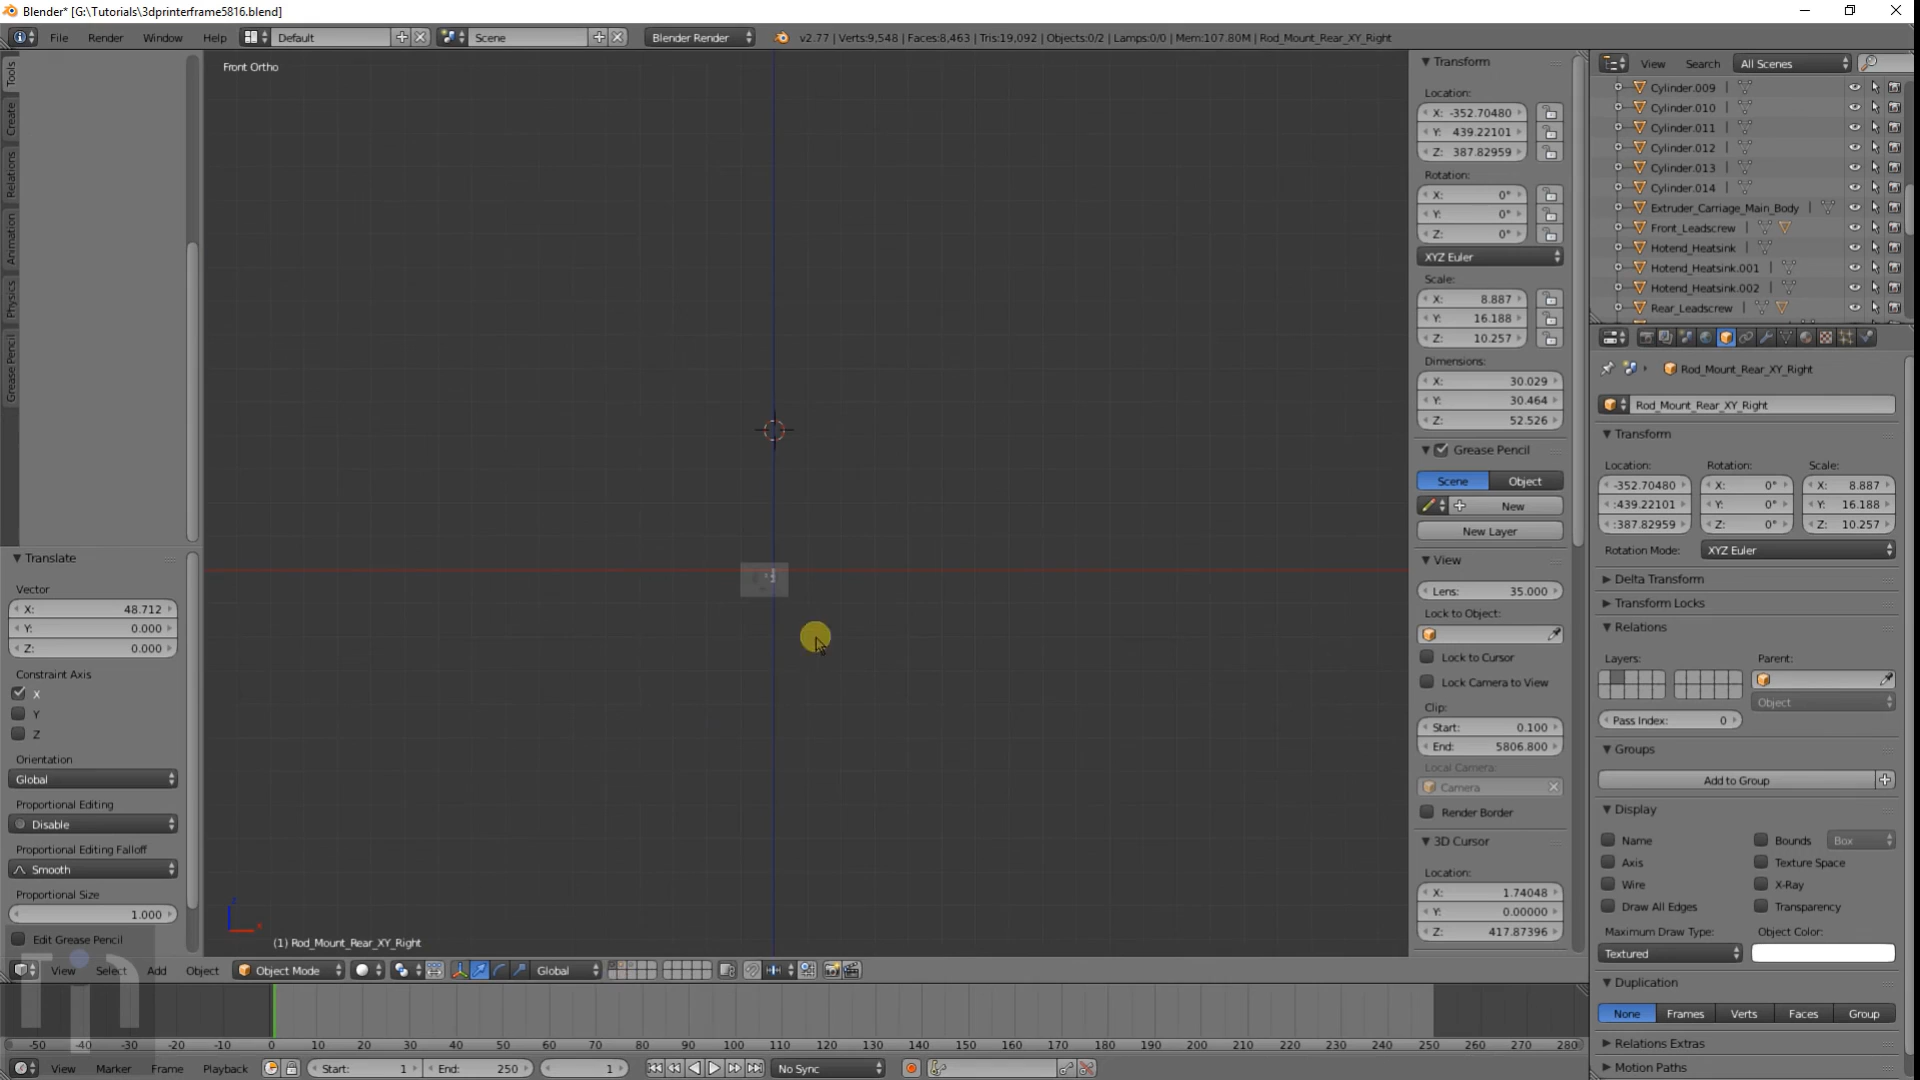 Blender* [G:\Tutorials\3dprinterframe5816.blend]
File Render Window Help Default Scene Blender Render v2.77 | Verts:9,548 | Faces:8,463 | Tris:19,092 | Objects:0/2 | Lamps:0/0 | Mem:107.80M | Rod_Mount_Rear_XY_Right
Tools
Create
Relations
Animation
Physics
Grease Pencil
Translate
Vector
X: 48.712
Y: 0.000
Z: 0.000
Constraint Axis
X
Y
Z
Orientation
Global
Proportional Editing
Disable
Proportional Editing Falloff
Smooth
Proportional Size
1.000
Edit Grease Pencil
Front Ortho
(1) Rod_Mount_Rear_XY_Right
View Select Add Object Object Mode Global
Transform
Location:
X: -352.70480
Y: 439.22101
Z: 387.82959
Rotation:
X: 0°
Y: 0°
Z: 0°
XYZ Euler
Scale:
X: 8.887
Y: 16.188
Z: 10.257
Dimensions:
X: 30.029
Y: 30.464
Z: 52.526
Grease Pencil
Scene Object
New
New Layer
View
Lens: 35.000
Lock to Object:
Lock to Cursor
Lock Camera to View
Clip:
Start: 0.100
End: 5806.800
Local Camera:
Camera
Render Border
3D Cursor
Location:
X: 1.74048
Y: 0.00000
Z: 417.87396
View Search All Scenes
Cylinder.009
Cylinder.010
Cylinder.011
Cylinder.012
Cylinder.013
Cylinder.014
Extruder_Carriage_Main_Body
Front_Leadscrew
Hotend_Heatsink
Hotend_Heatsink.001
Hotend_Heatsink.002
Rear_Leadscrew
Rod_Mount_Rear_XY_Right
Rod_Mount_Rear_XY_Right
Transform
Location: Rotation: Scale:
-352.70480 X: 0° X: 8.887
:439.22101 Y: 0° Y: 16.188
:387.82959 Z: 0° Z: 10.257
Rotation Mode: XYZ Euler
Delta Transform
Transform Locks
Relations
Layers: Parent:
Object
Pass Index: 0
Groups
Add to Group
Display
Name Bounds Box
Axis Texture Space
Wire X-Ray
Draw All Edges Transparency
Maximum Draw Type: Object Color:
Textured
Duplication
None Frames Verts Faces Group
Relations Extras
Motion Paths
-50 -40 -30 -20 -10 0 10 20 30 40 50 60 70 80 90 100 110 120 130 140 150 160 170 180 190 200 210 220 230 240 250 260 270 280
View Marker Frame Playback Start: 1 End: 250 1 No Sync